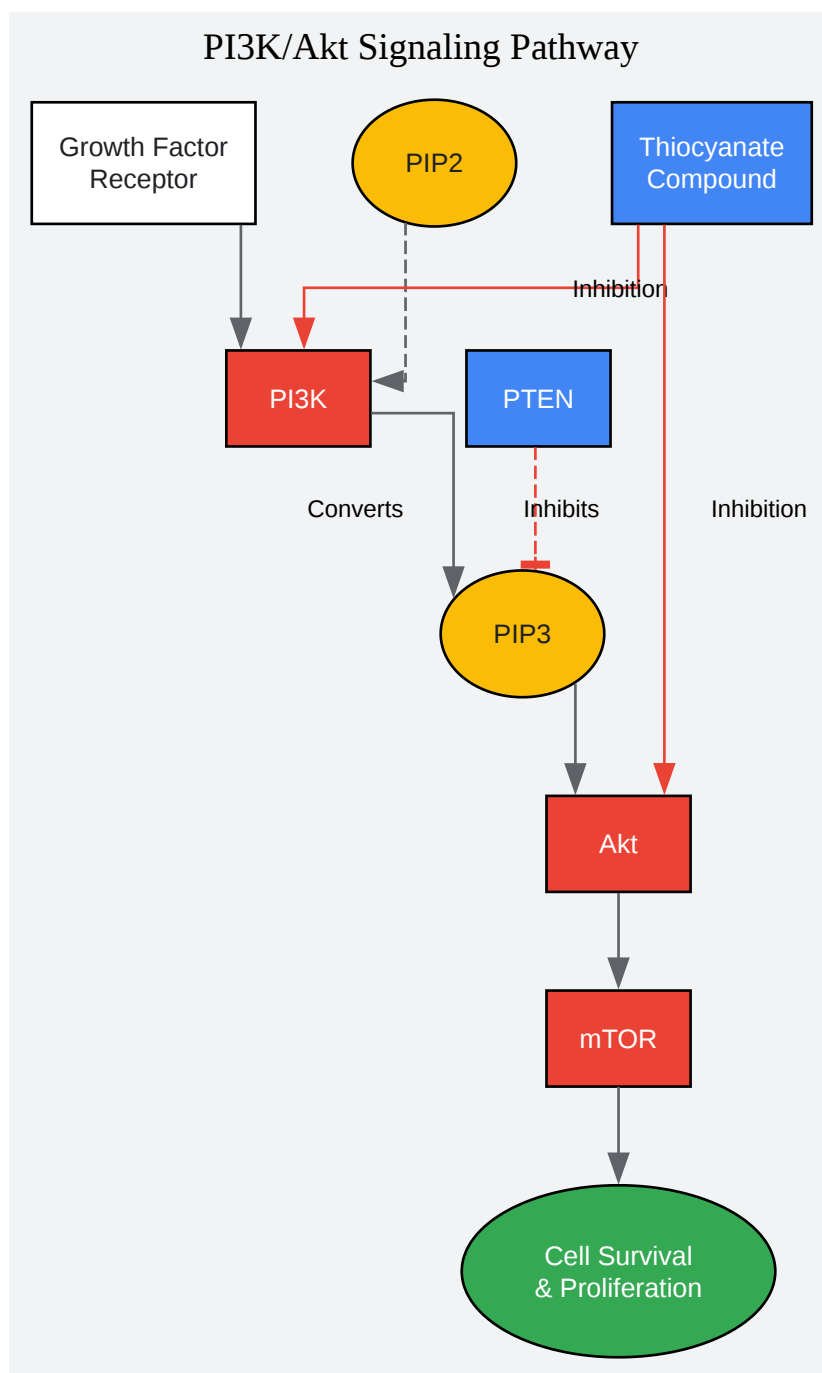 PI3K/Akt Signaling Pathway
Growth Factor
Receptor
PIP2
Thiocyanate
Compound
Inhibition
PI3K
PTEN
Converts
Inhibits
Inhibition
PIP3
Akt
mTOR
Cell Survival
& Proliferation